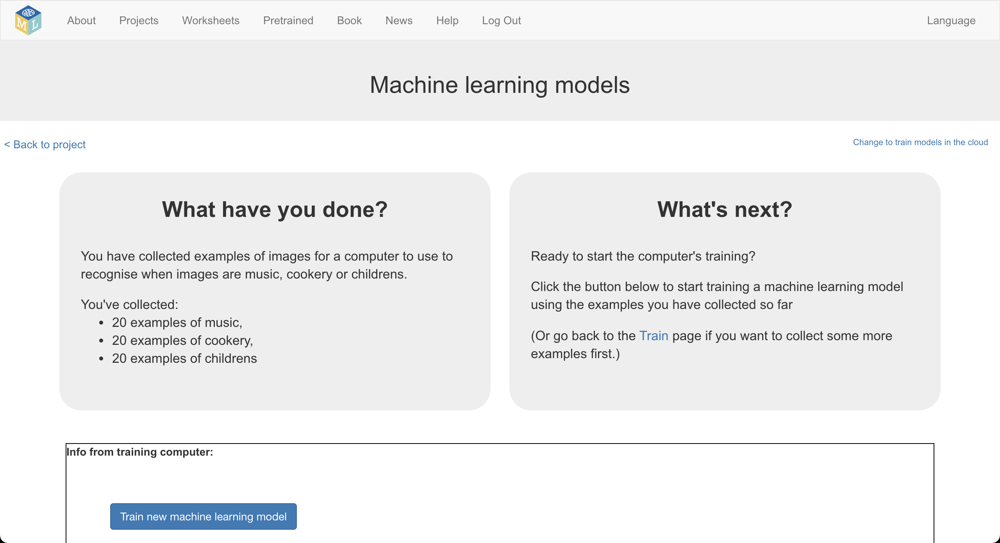 M L
About Projects Worksheets Pretrained Book News Help Log Out Language
Machine learning models
< Back to project
Change to train models in the cloud
What have you done?
You have collected examples of images for a computer to use to
recognise when images are music, cookery or childrens.
You've collected:
• 20 examples of music,
• 20 examples of cookery,
• 20 examples of childrens
What's next?
Ready to start the computer's training?
Click the button below to start training a machine learning model
using the examples you have collected so far
(Or go back to the Train page if you want to collect some more
examples first.)
Info from training computer:
Train new machine learning model